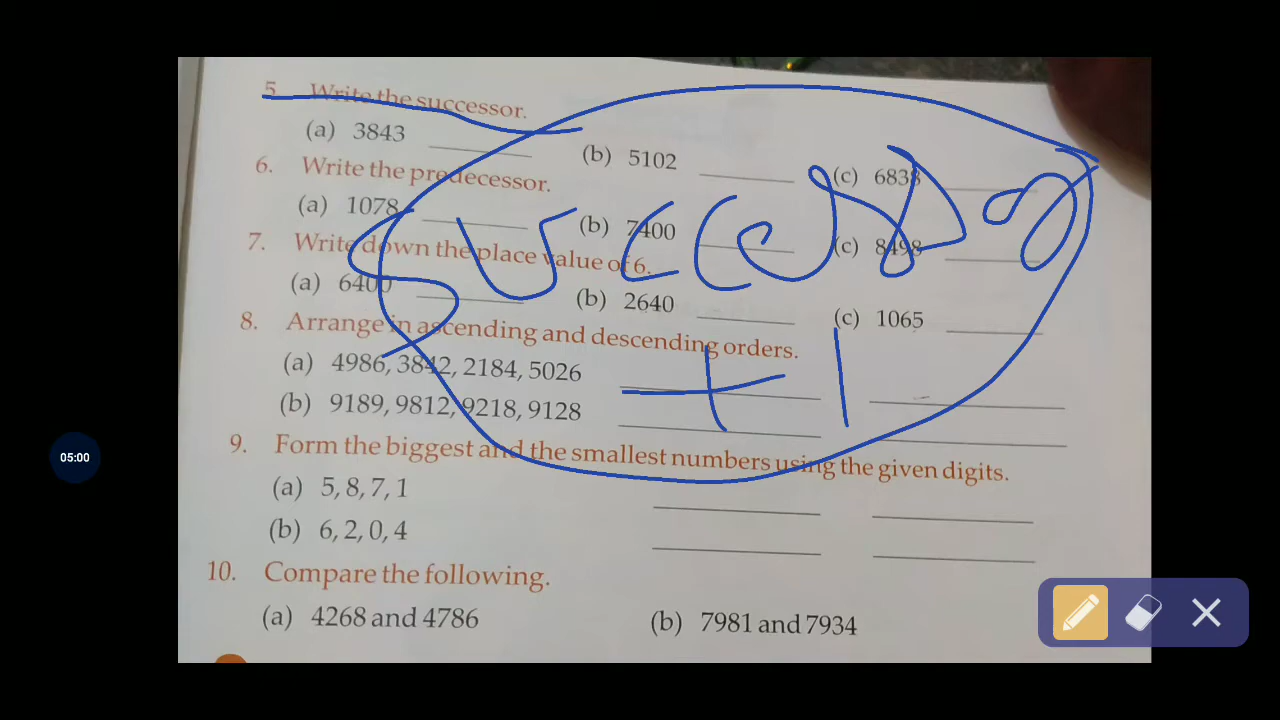 5. Write the successor.
(a) 3843 (b) 5102 (c) 6838
6. Write the predecessor.
(a) 1078 (b) 7400 (c) 8498
7. Write down the place value of 6.
(a) 6400 (b) 2640 (c) 1065
8. Arrange in ascending and descending orders.
+1
(a) 4986, 3842, 2184, 5026
(b) 9189, 9812, 9218, 9128
9. Form the biggest and the smallest numbers using the given digits.
05:00
(a) 5, 8, 7, 1
(b) 6, 2, 0, 4
10. Compare the following.
(a) 4268 and 4786 (b) 7981 and 7934